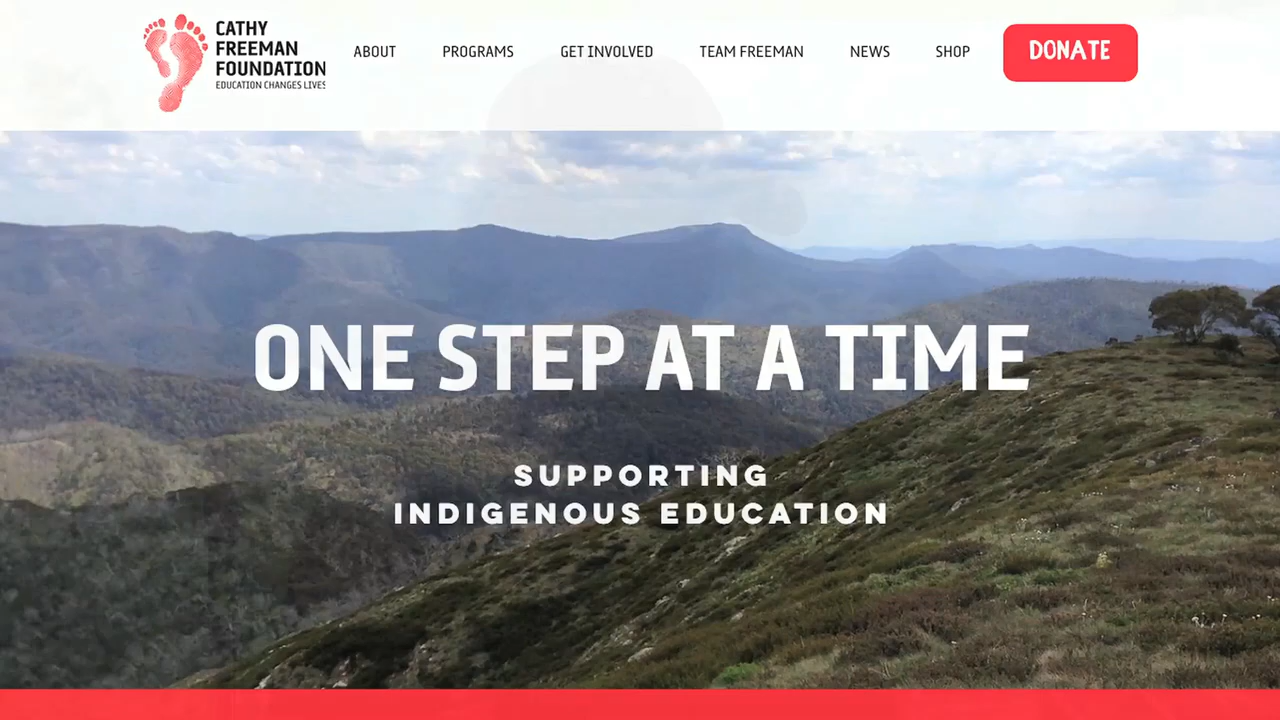 CATHY
FREEMAN
FOUNDATION
EDUCATION CHANGES LIVES
ABOUT
PROGRAMS
GET INVOLVED
TEAM FREEMAN
NEWS
SHOP
DONATE
ONE STEP AT A TIME
SUPPORTING
INDIGENOUS EDUCATION